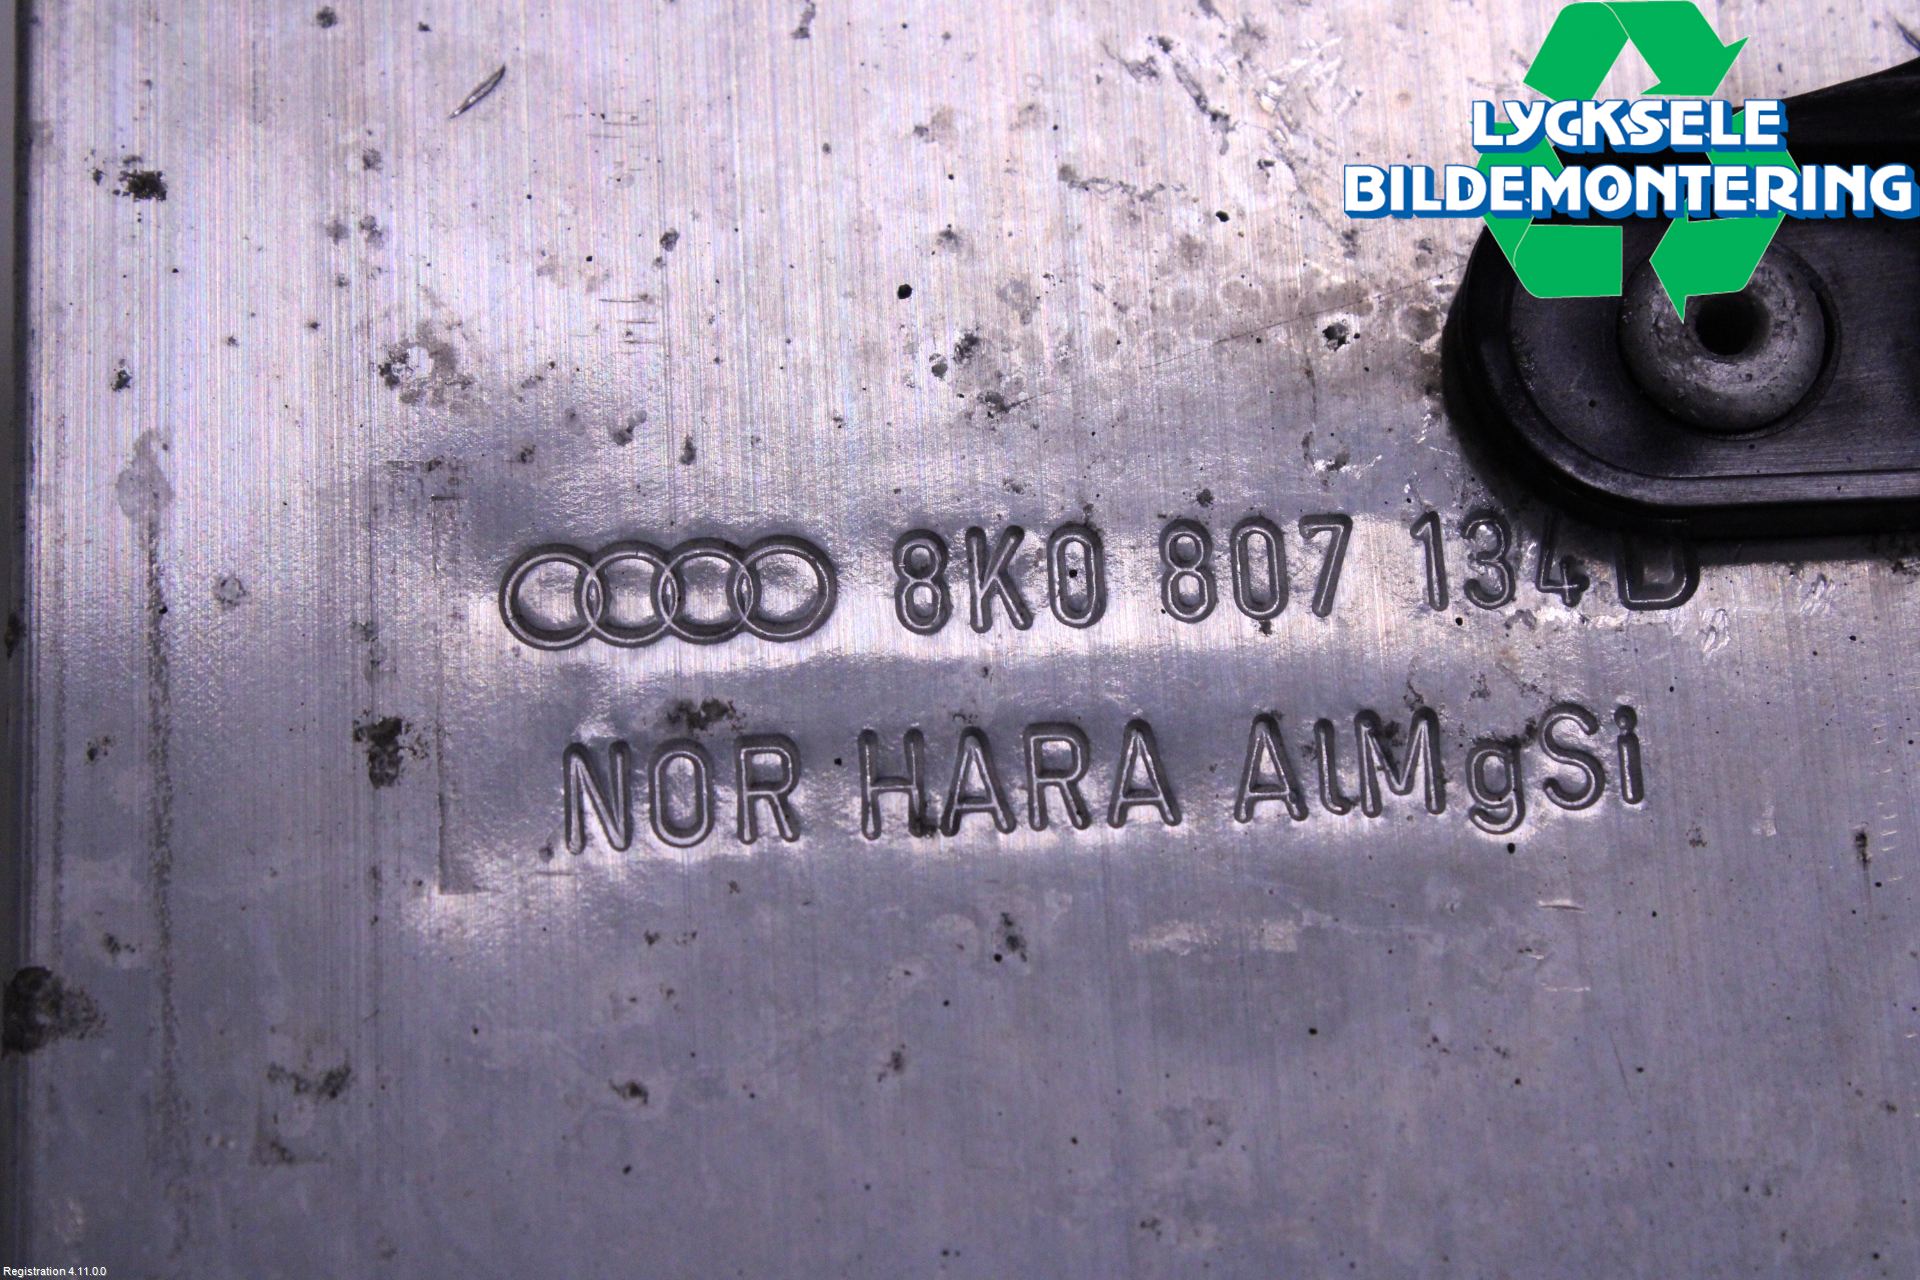 LYCKSELE
BILDEMONTERING
8K0 807 134 D
NOR HARA AlMgSi
Registration 4.11.0.0